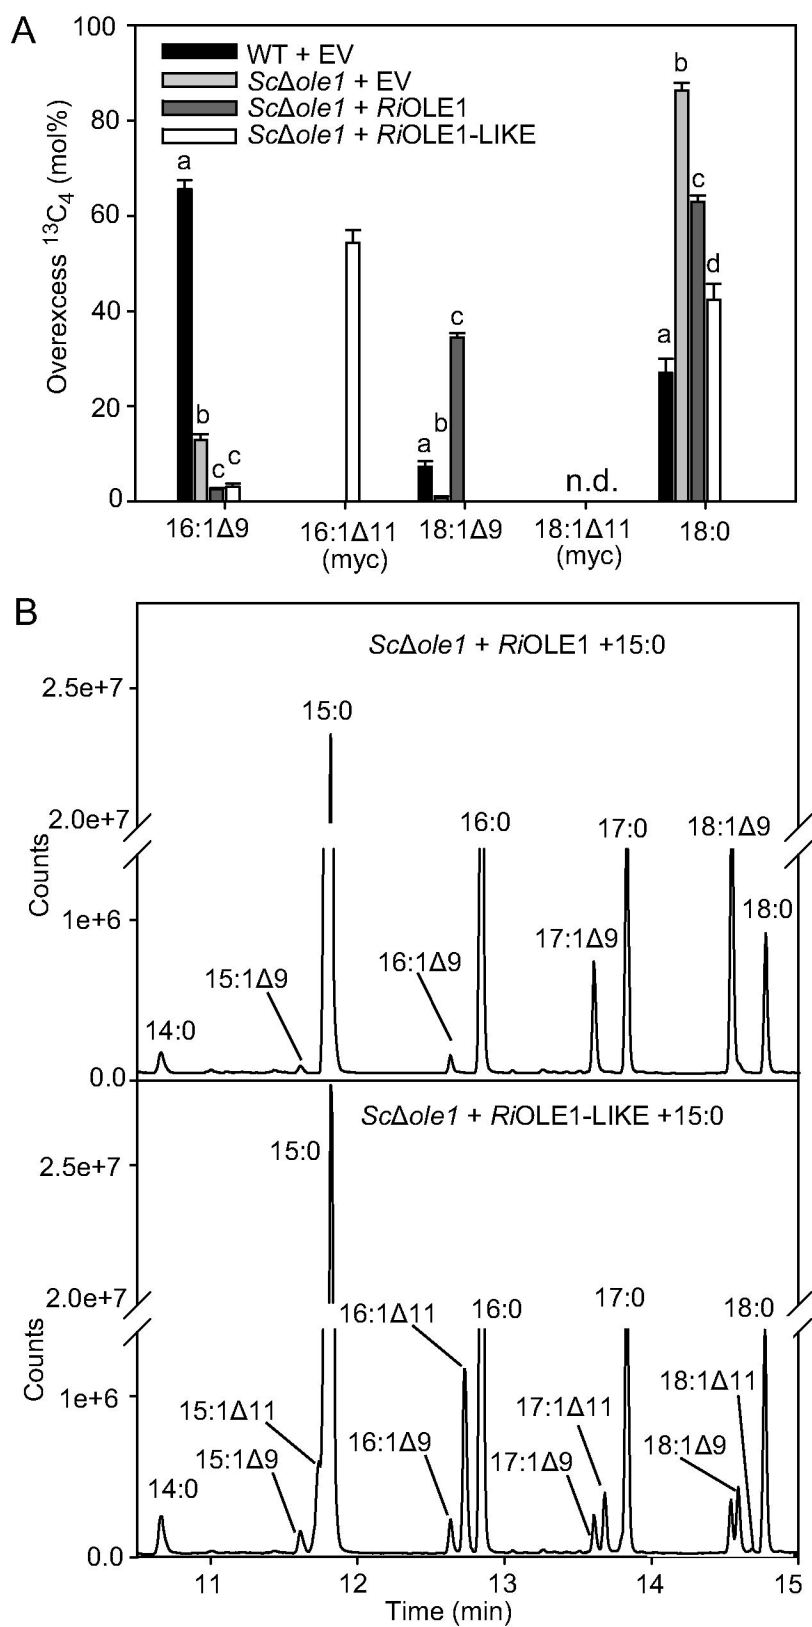 A
100
80
60
40
20
0
Overexcess ¹³C₄ (mol%)
WT + EV
ScΔole1 + EV
ScΔole1 + RiOLE1
ScΔole1 + RiOLE1-LIKE
a
b
c
c
a
b
c
a
b
c
d
n.d.
16:1Δ9
16:1Δ11
(myc)
18:1Δ9
18:1Δ11
(myc)
18:0
B
ScΔole1 + RiOLE1 +15:0
2.5e+7
2.0e+7
1e+6
0.0
Counts
14:0
15:1Δ9
15:0
16:1Δ9
16:0
17:1Δ9
17:0
18:1Δ9
18:0
ScΔole1 + RiOLE1-LIKE +15:0
2.5e+7
2.0e+7
1e+6
0.0
Counts
14:0
15:1Δ9
15:1Δ11
15:0
16:1Δ9
16:1Δ11
16:0
17:1Δ9
17:1Δ11
17:0
18:1Δ9
18:1Δ11
18:0
11
12
13
14
15
Time (min)